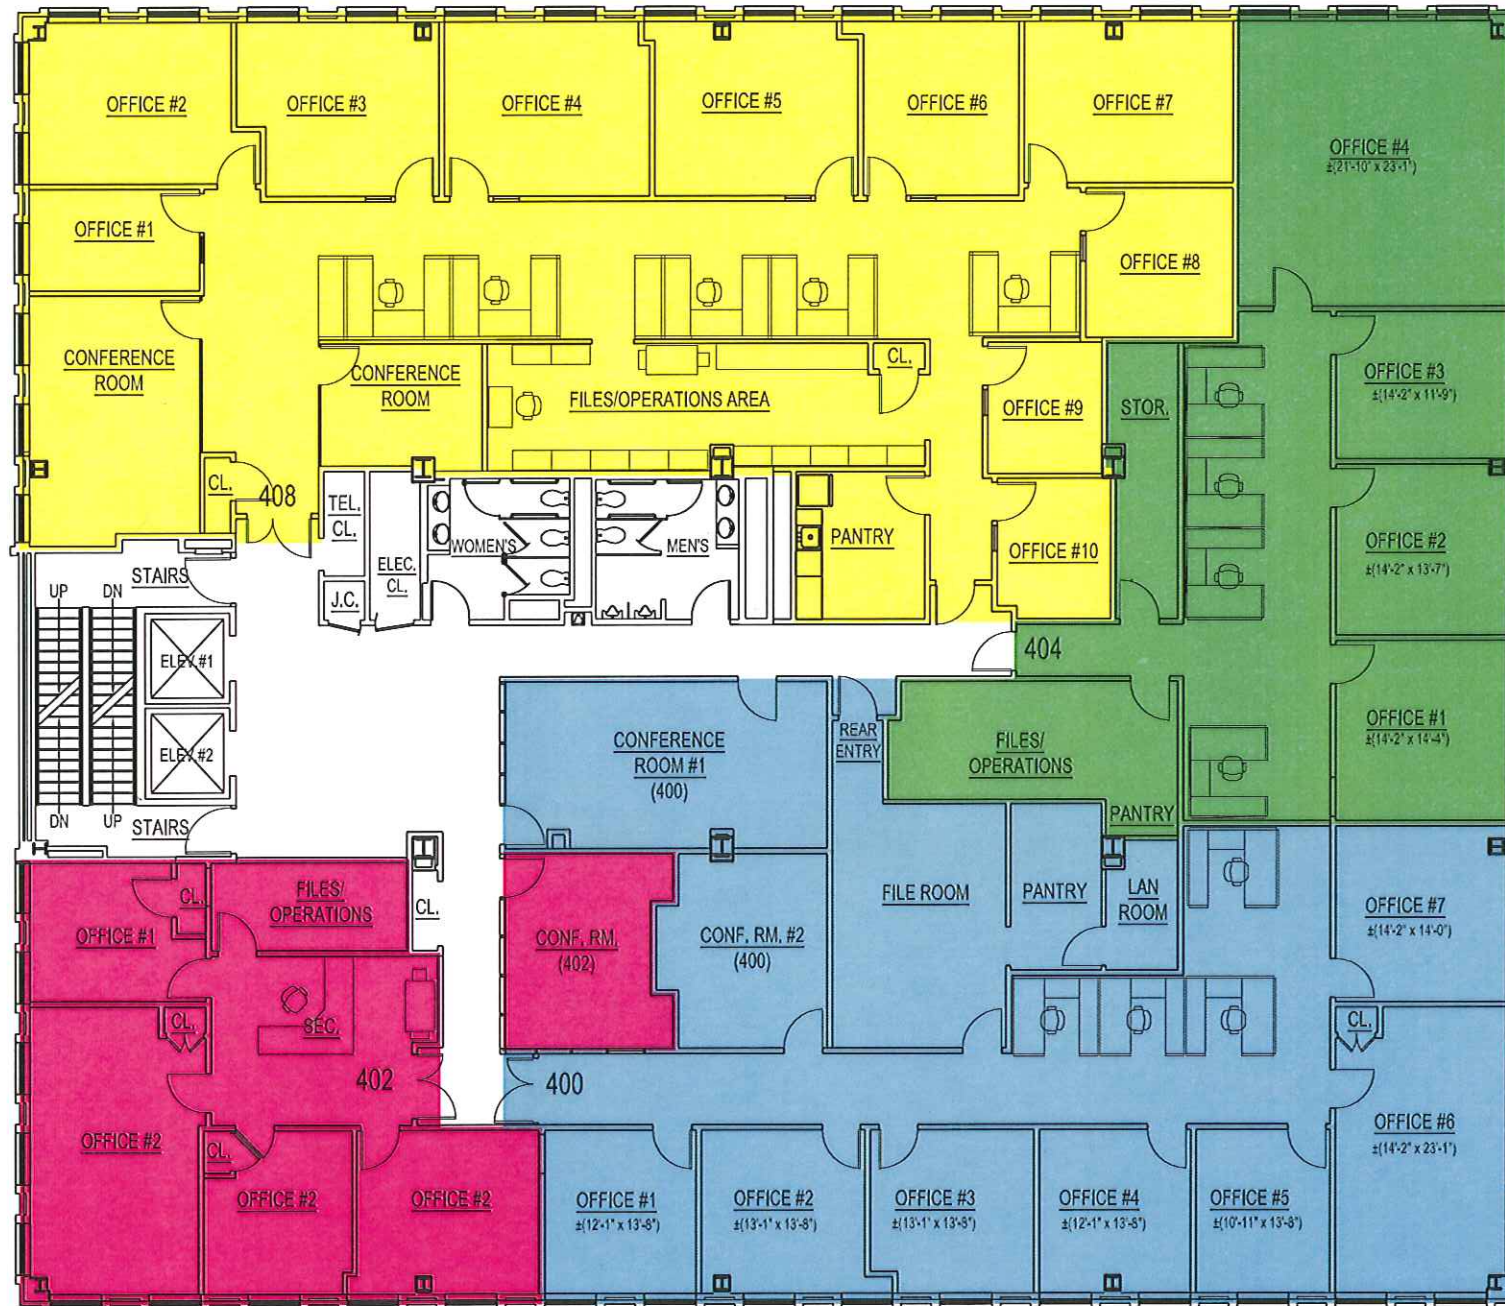 OFFICE #2
OFFICE #3
OFFICE #4
OFFICE #5
OFFICE #6
OFFICE #7
OFFICE #4
±(21'-10" x 23'-1")
OFFICE #1
OFFICE #8
CONFERENCE
ROOM
CONFERENCE
ROOM
FILES/OPERATIONS AREA
CL.
OFFICE #9
STOR.
OFFICE #3
±(14'-2" x 11'-9")
CL.
408
TEL.
CL.
ELEC.
CL.
J.C.
WOMEN'S
MEN'S
PANTRY
OFFICE #10
OFFICE #2
±(14'-2" x 13'-7")
STAIRS
UP
DN
ELEV.#1
ELEV.#2
DN
UP
STAIRS
404
CONFERENCE
ROOM #1
(400)
REAR
ENTRY
FILES/
OPERATIONS
PANTRY
OFFICE #1
±(14'-2" x 14'-4")
OFFICE #1
CL.
FILES/
OPERATIONS
CL.
CONF. RM.
(402)
CONF. RM. #2
(400)
FILE ROOM
PANTRY
LAN
ROOM
OFFICE #7
±(14'-2" x 14'-0")
CL.
SEC.
402
400
CL.
OFFICE #2
CL.
OFFICE #2
OFFICE #2
OFFICE #1
±(12'-1" x 13'-8")
OFFICE #2
±(13'-1" x 13'-8")
OFFICE #3
±(13'-1" x 13'-8")
OFFICE #4
±(12'-1" x 13'-8")
OFFICE #5
±(10'-11" x 13'-8")
OFFICE #6
±(14'-2" x 23'-1")